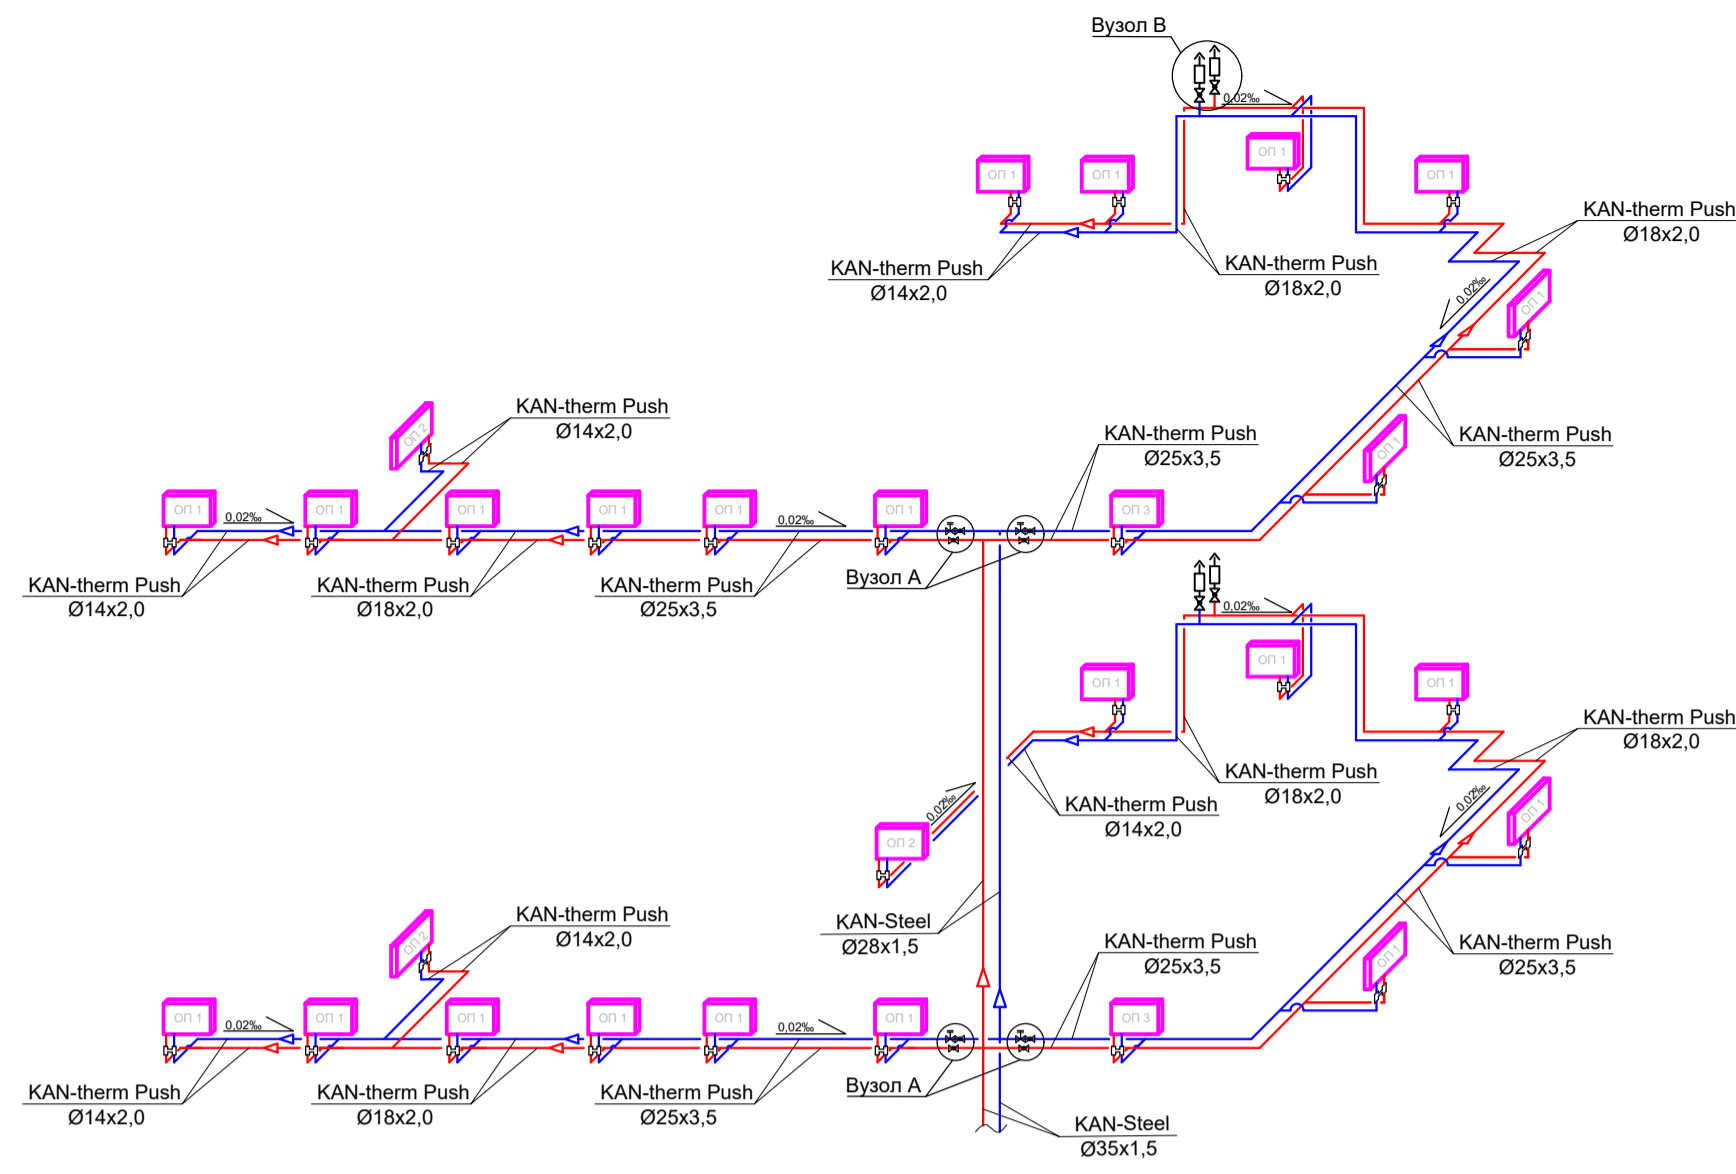 Вузол В
0,02‰
ОП 1
ОП 1
ОП 1
ОП 1
KAN-therm Push
Ø18x2,0
KAN-therm Push
Ø14x2,0
KAN-therm Push
Ø18x2,0
0,02‰
ОП 1
KAN-therm Push
Ø14x2,0
ОП 2
KAN-therm Push
Ø25x3,5
KAN-therm Push
Ø25x3,5
ОП 1
ОП 1
0,02‰
ОП 1
ОП 1
ОП 1
ОП 1
0,02‰
ОП 1
ОП 3
KAN-therm Push
Ø14x2,0
KAN-therm Push
Ø18x2,0
KAN-therm Push
Ø25x3,5
Вузол А
0,02‰
ОП 1
ОП 1
ОП 1
KAN-therm Push
Ø18x2,0
KAN-therm Push
Ø18x2,0
KAN-therm Push
Ø14x2,0
0,02‰
ОП 1
0,02‰
ОП 2
KAN-Steel
Ø28x1,5
KAN-therm Push
Ø14x2,0
ОП 2
KAN-therm Push
Ø25x3,5
KAN-therm Push
Ø25x3,5
ОП 1
ОП 1
0,02‰
ОП 1
ОП 1
ОП 1
ОП 1
0,02‰
ОП 1
ОП 3
KAN-therm Push
Ø14x2,0
KAN-therm Push
Ø18x2,0
KAN-therm Push
Ø25x3,5
Вузол А
KAN-Steel
Ø35x1,5